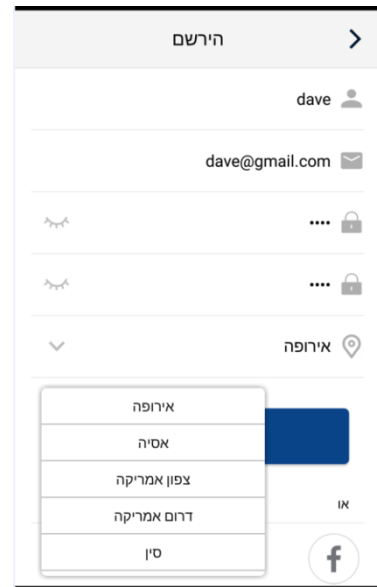 הירשם
dave
dave@gmail.com
••••
••••
אירופה
אירופה
אסיה
צפון אמריקה
דרום אמריקה
סין
או